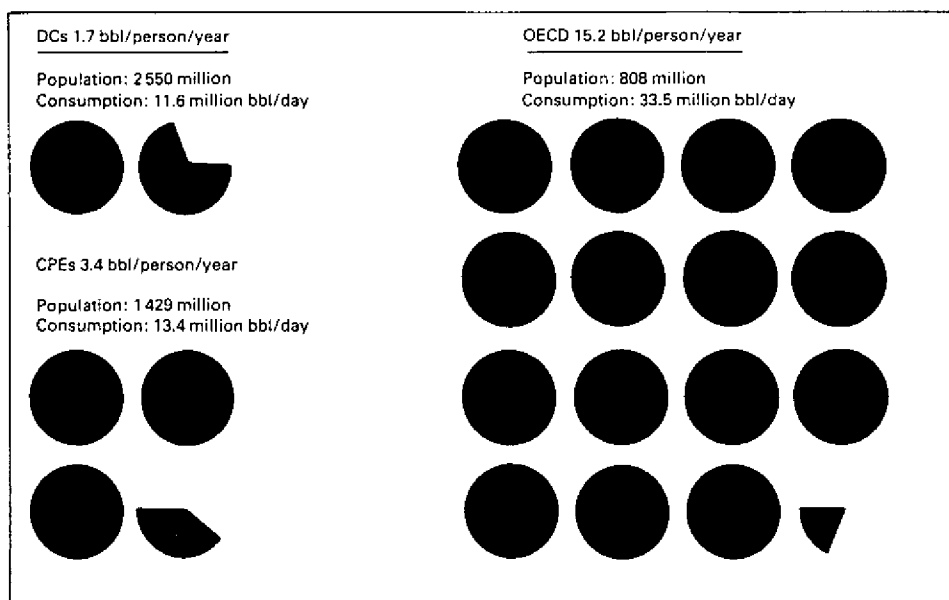 DCs 1.7 bbl/person/year
Population: 2 550 million
Consumption: 11.6 million bbl/day
CPEs 3.4 bbl/person/year
Population: 1 429 million
Consumption: 13.4 million bbl/day
OECD 15.2 bbl/person/year
Population: 808 million
Consumption: 33.5 million bbl/day